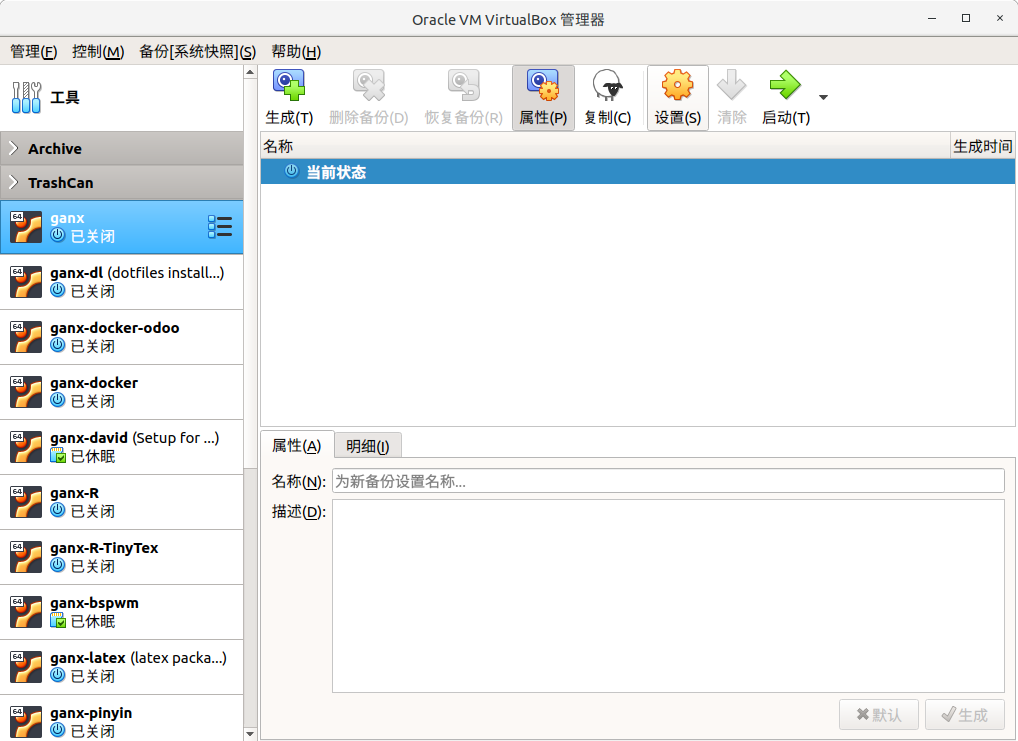 Oracle VM VirtualBox 管理器
管理(F) 控制(M) 备份[系统快照](S) 帮助(H)
工具
生成(T) 删除备份(D) 恢复备份(R) 属性(P) 复制(C) 设置(S) 清除 启动(T)
Archive
TrashCan
64 ganx
已关闭
64 ganx-dl (dotfiles install...)
已关闭
64 ganx-docker-odoo
已关闭
64 ganx-docker
已关闭
64 ganx-david (Setup for ...)
已休眠
64 ganx-R
已关闭
64 ganx-R-TinyTex
已关闭
64 ganx-bspwm
已休眠
64 ganx-latex (latex packa...)
已关闭
64 ganx-pinyin
已关闭
名称 生成时间
当前状态
属性(A) 明细(I)
名称(N): 为新备份设置名称...
描述(D):
默认 生成